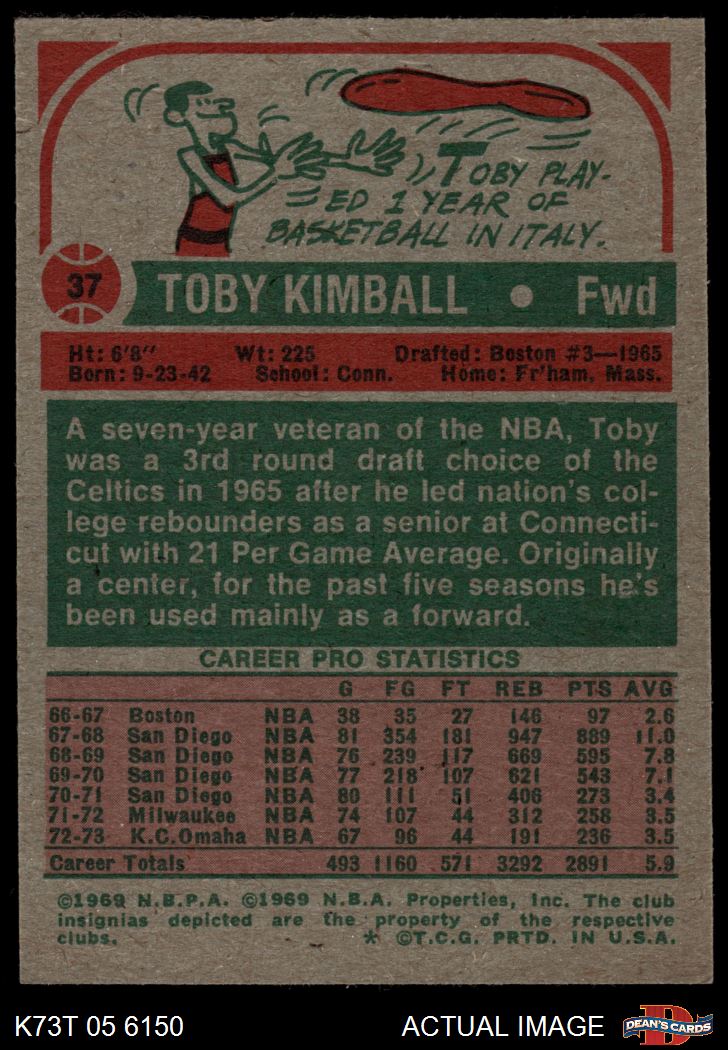 TOBY PLAY-
ED 1 YEAR OF
BASKETBALL IN ITALY.
37 TOBY KIMBALL • Fwd
Ht: 6'8" Wt: 225 Drafted: Boston #3—1965
Born: 9-23-42 School: Conn. Home: Fr'ham, Mass.
A seven-year veteran of the NBA, Toby
was a 3rd round draft choice of the
Celtics in 1965 after he led nation's col-
lege rebounders as a senior at Connecti-
cut with 21 Per Game Average. Originally
a center, for the past five seasons he's
been used mainly as a forward.
CAREER PRO STATISTICS
G FG FT REB PTS AVG
66-67 Boston NBA 38 35 27 146 97 2.6
67-68 San Diego NBA 81 354 181 947 889 11.0
68-69 San Diego NBA 76 239 117 669 595 7.8
69-70 San Diego NBA 77 218 107 621 543 7.1
70-71 San Diego NBA 80 111 51 406 273 3.4
71-72 Milwaukee NBA 74 107 44 312 258 3.5
72-73 K.C.Omaha NBA 67 96 44 191 236 3.5
Career Totals 493 1160 571 3292 2891 5.9
©1969 N.B.P.A. ©1969 N.B.A. Properties, Inc. The club
insignias depicted are the property of the respective
clubs. * ©T.C.G. PRTD. IN U.S.A.
K73T 05 6150 ACTUAL IMAGE D DEAN'S CARDS